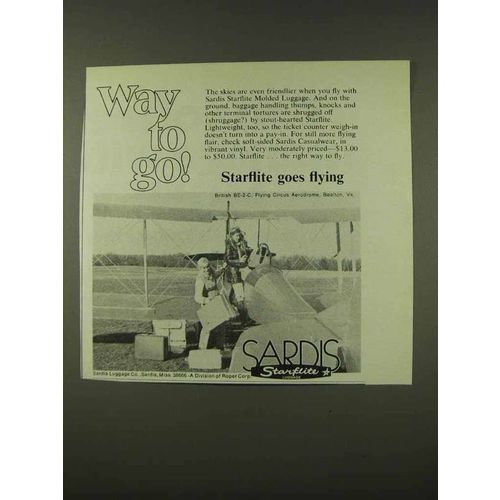 Way
to
go!
The skies are even friendlier when you fly with
Sardis Starflite Molded Luggage. And on the
ground, baggage handling thumps, knocks and
other terminal tortures are shrugged off
(shruggage?) by stout-hearted Starflite.
Lightweight, too, so the ticket counter weigh-in
doesn't turn into a pay-in. For still more flying
flair, check soft-sided Sardis Casualwear, in
vibrant vinyl. Very moderately priced—$13.00
to $50.00. Starflite . . . the right way to fly.
Starflite goes flying
British BE-2-C, Flying Circus Aerodrome, Bealton, Va.
SARDIS
Starflite
LUGGAGE
Sardis Luggage Co., Sardis, Miss. 38666 - A Division of Roper Corp.